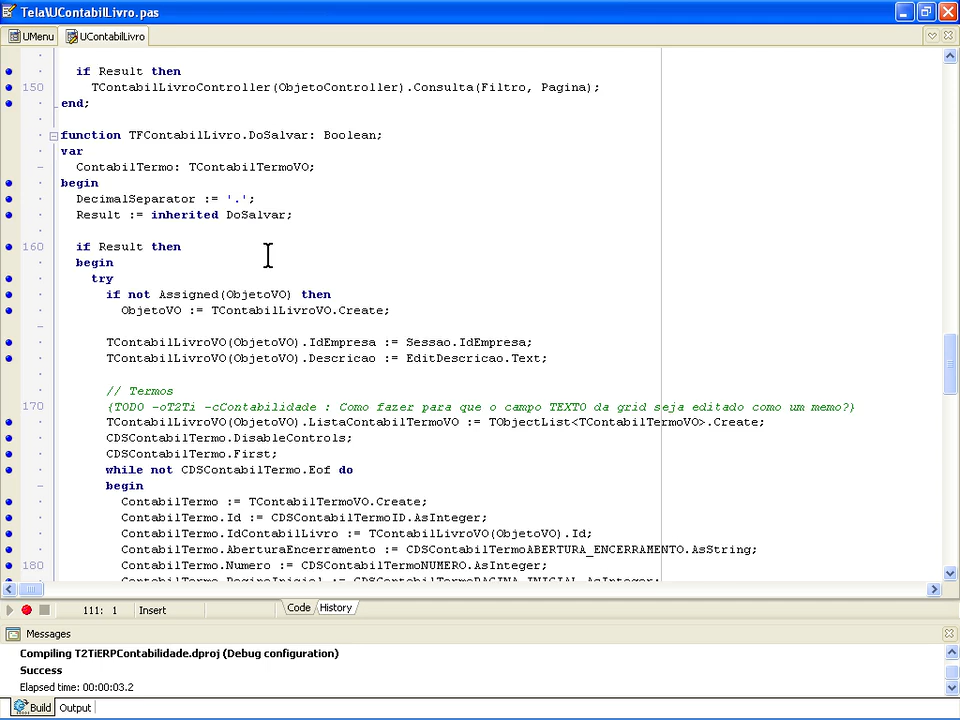 Tela\UContabilLivro.pas
UMenu UContabilLivro
if Result then
150 TContabilLivroController(ObjetoController).Consulta(Filtro, Pagina);
end;
function TFContabilLivro.DoSalvar: Boolean;
var
ContabilTermo: TContabilTermoVO;
begin
DecimalSeparator := '.';
Result := inherited DoSalvar;
160 if Result then
begin
try
if not Assigned(ObjetoVO) then
ObjetoVO := TContabilLivroVO.Create;
TContabilLivroVO(ObjetoVO).IdEmpresa := Sessao.IdEmpresa;
TContabilLivroVO(ObjetoVO).Descricao := EditDescricao.Text;
// Termos
170 {TODO -oT2Ti -cContabilidade : Como fazer para que o campo TEXTO da grid seja editado como um memo?}
TContabilLivroVO(ObjetoVO).ListaContabilTermoVO := TObjectList<TContabilTermoVO>.Create;
CDSContabilTermo.DisableControls;
CDSContabilTermo.First;
while not CDSContabilTermo.Eof do
begin
ContabilTermo := TContabilTermoVO.Create;
ContabilTermo.Id := CDSContabilTermoID.AsInteger;
ContabilTermo.IdContabilLivro := TContabilLivroVO(ObjetoVO).Id;
ContabilTermo.AberturaEncerramento := CDSContabilTermoABERTURA_ENCERRAMENTO.AsString;
180 ContabilTermo.Numero := CDSContabilTermoNUMERO.AsInteger;
ContabilTermo.PaginaInicial := CDSContabilTermoPAGINA_INICIAL.AsInteger;
111: 1 Insert Code History
Messages
Compiling T2TiERPContabilidade.dproj (Debug configuration)
Success
Elapsed time: 00:00:03.2
Build Output